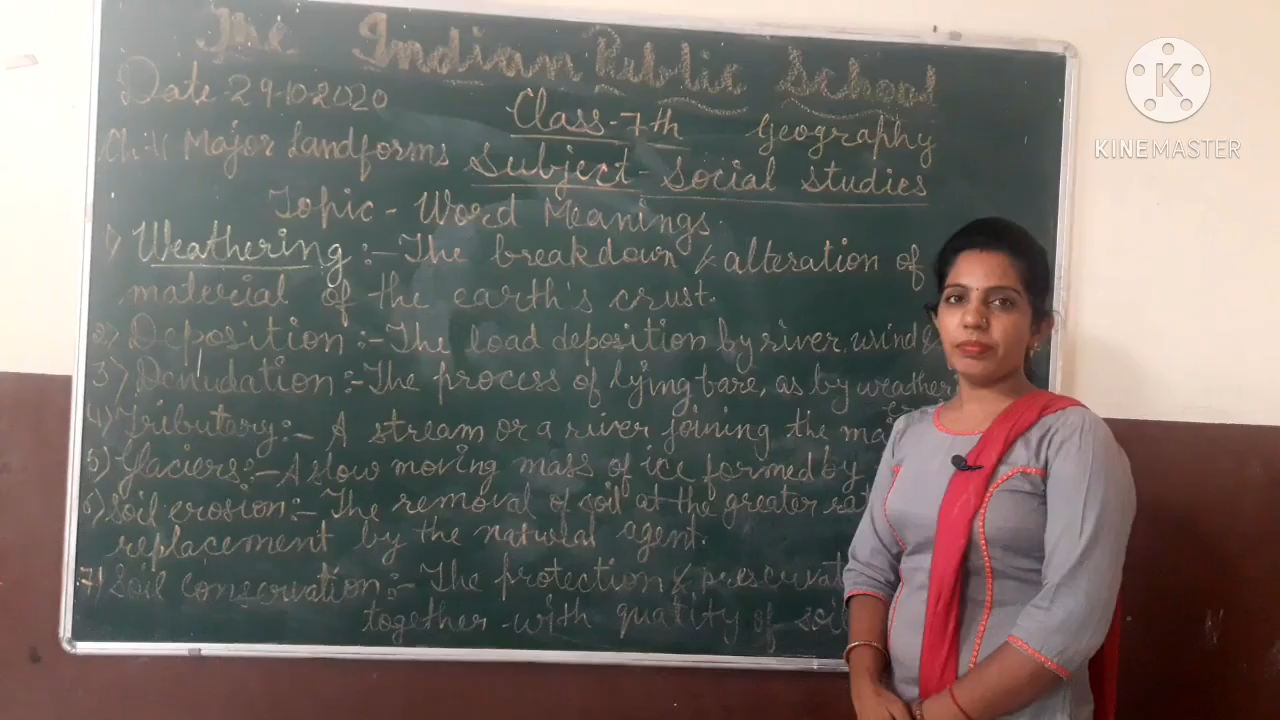 The Indian Public School
Date 29-10-2020
Class-7th Geography
Ch:- Major Landforms Subject - Social Studies
Topic - Word Meanings.
1) Weathering :- The breakdown & alteration of
material of the earth's crust.
2) Deposition :- The load deposition by river, wind &
3) Denudation :- The process of lying bare, as by weather
4) Tributary :- A stream or a river joining the
5) Glaciers :- A slow moving mass of ice formed by
6) Soil erosion :- The removal of soil at the greater
replacement by the natural agent.
7) Soil conservation :- The protection &
together with quality of soil
K
KINEMASTER